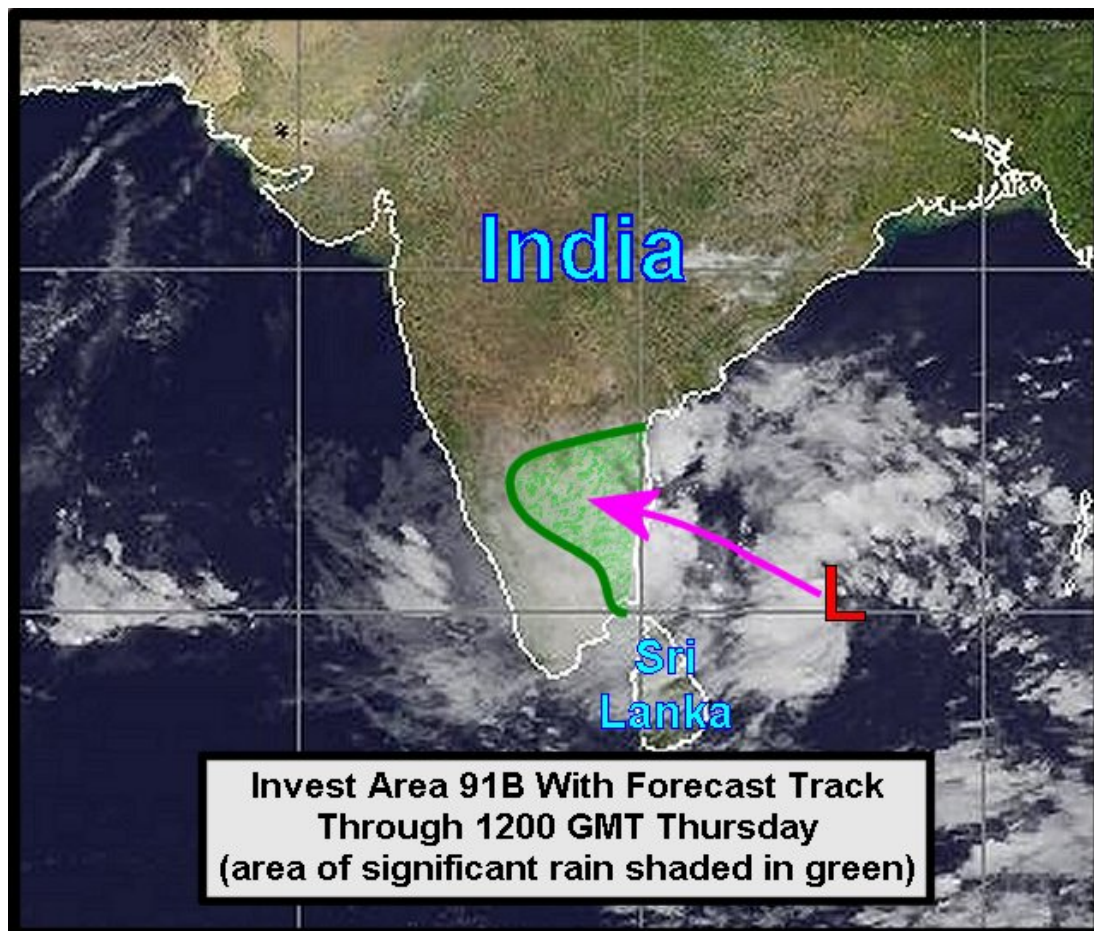 India
L
Sri
Lanka
Invest Area 91B With Forecast Track
Through 1200 GMT Thursday
(area of significant rain shaded in green)